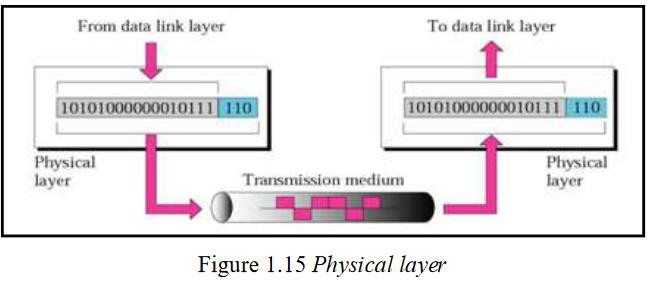 From data link layer
To data link layer
10101000000010111 110
10101000000010111 110
Physical
layer
Transmission medium
Physical
layer
Figure 1.15 Physical layer